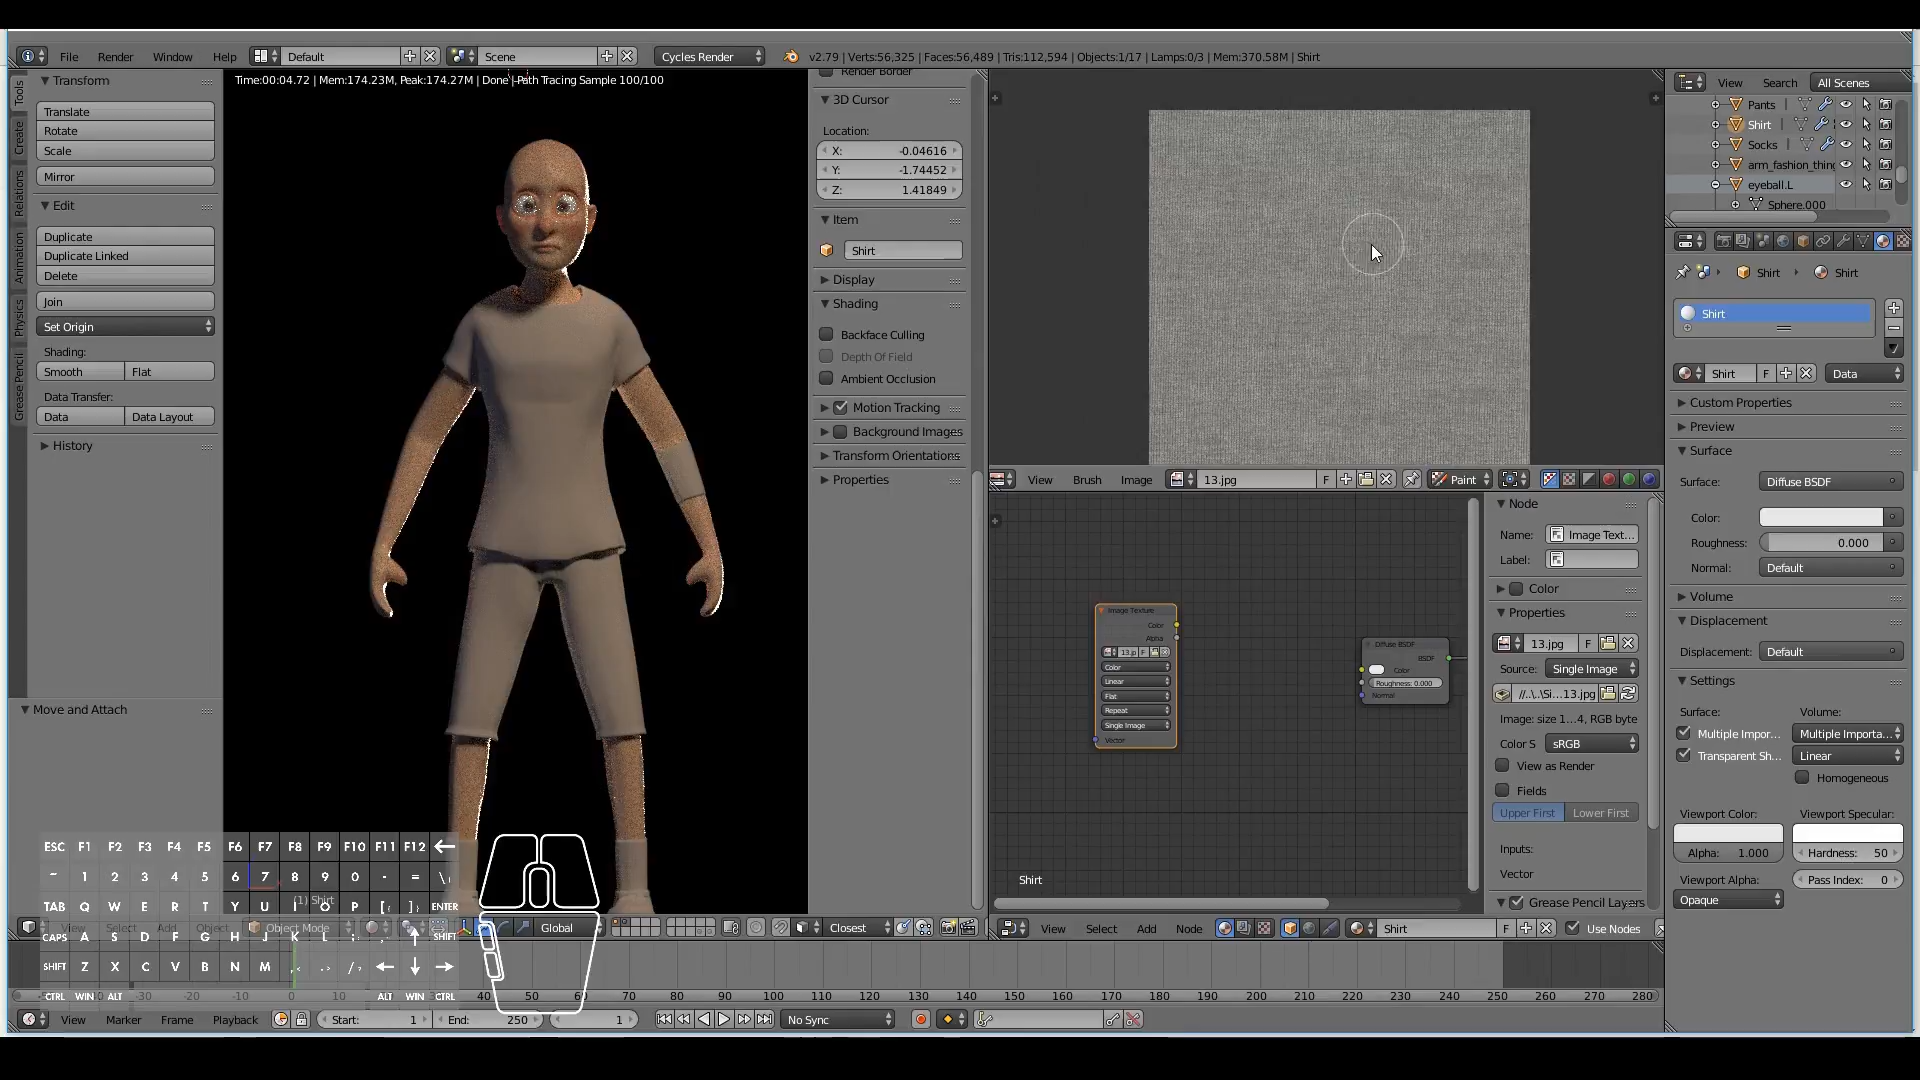 File Render Window Help Default Scene Cycles Render v2.79 | Verts:56,325 | Faces:56,489 | Tris:112,594 | Objects:1/17 | Lamps:0/3 | Mem:370.58M | Shirt
Time:00:04.72 | Mem:174.23M, Peak:174.27M | Done | Path Tracing Sample 100/100
Tools
Create
Relations
Animation
Physics
Grease Pencil
Transform
Translate
Rotate
Scale
Mirror
Edit
Duplicate
Duplicate Linked
Delete
Join
Set Origin
Shading:
Smooth Flat
Data Transfer:
Data Data Layout
History
Move and Attach
Render Border
3D Cursor
Location:
X: -0.04616
Y: -1.74452
Z: 1.41849
Item
Shirt
Display
Shading
Backface Culling
Depth Of Field
Ambient Occlusion
Motion Tracking
Background Images
Transform Orientations
Properties
View Brush Image 13.jpg F Paint
Image Texture
Color
Alpha
13.jp F
Color
Linear
Flat
Repeat
Single Image
Vector
Diffuse BSDF
BSDF
Color
Roughness: 0.000
Normal
Shirt
Node
Name: Image Text...
Label:
Color
Properties
13.jpg F
Source: Single Image
//..\..\Si...13.jpg
Image: size 1...4, RGB byte
Color S sRGB
View as Render
Fields
Upper First Lower First
Inputs:
Vector
Grease Pencil Layers
View Select Add Node Shirt F Use Nodes
View Search All Scenes
Pants
Shirt
Socks
arm_fashion_thing
eyeball.L
Sphere.000
Shirt Shirt
Shirt
Shirt F Data
Custom Properties
Preview
Surface
Surface: Diffuse BSDF
Color:
Roughness: 0.000
Normal: Default
Volume
Displacement
Displacement: Default
Settings
Surface: Volume:
Multiple Impor... Multiple Importa...
Transparent Sh... Linear
Homogeneous
Viewport Color: Viewport Specular:
Alpha: 1.000 Hardness: 50
Viewport Alpha: Pass Index: 0
Opaque
ESC F1 F2 F3 F4 F5 F6 F7 F8 F9 F10 F11 F12
~ 1 2 3 4 5 6 7 8 9 0 - = \
TAB Q W E R T Y U I O P [ ] ENTER
(1) Shirt
View Select Add Object Object Mode Global Closest
CAPS A S D F G H J K L ; SHIFT
SHIFT Z X C V B N M , . /
CTRL WIN ALT ALT WIN CTRL
-30 -20 -10 0 10 40 50 60 70 80 90 100 110 120 130 140 150 160 170 180 190 200 210 220 230 240 250 260 270 280
View Marker Frame Playback Start: 1 End: 250 1 No Sync